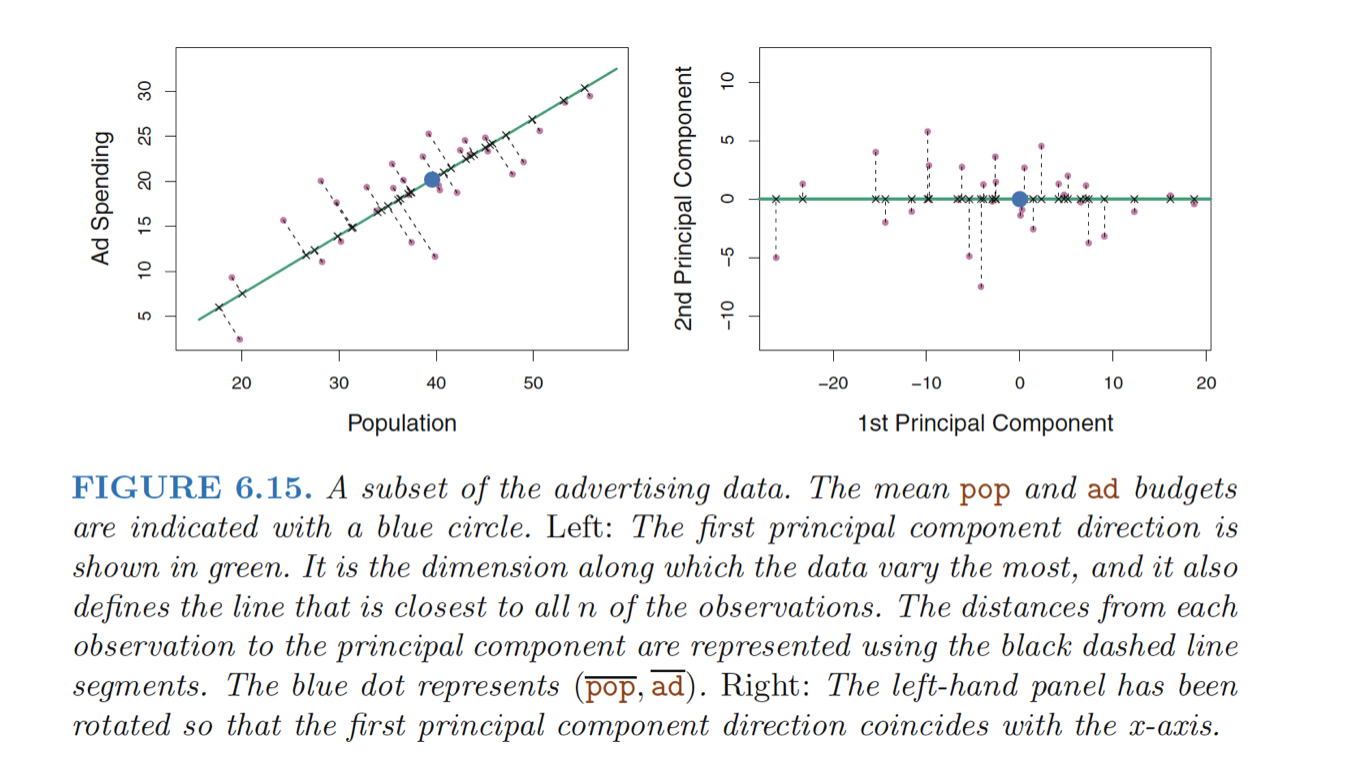 Ad Spending
5 10 15 20 25 30
20 30 40 50
Population
2nd Principal Component
−10 −5 0 5 10
−20 −10 0 10 20
1st Principal Component
FIGURE 6.15. A subset of the advertising data. The mean pop and ad budgets
are indicated with a blue circle. Left: The first principal component direction is
shown in green. It is the dimension along which the data vary the most, and it also
defines the line that is closest to all n of the observations. The distances from each
observation to the principal component are represented using the black dashed line
segments. The blue dot represents (p̅o̅p̅, a̅d̅). Right: The left-hand panel has been
rotated so that the first principal component direction coincides with the x-axis.